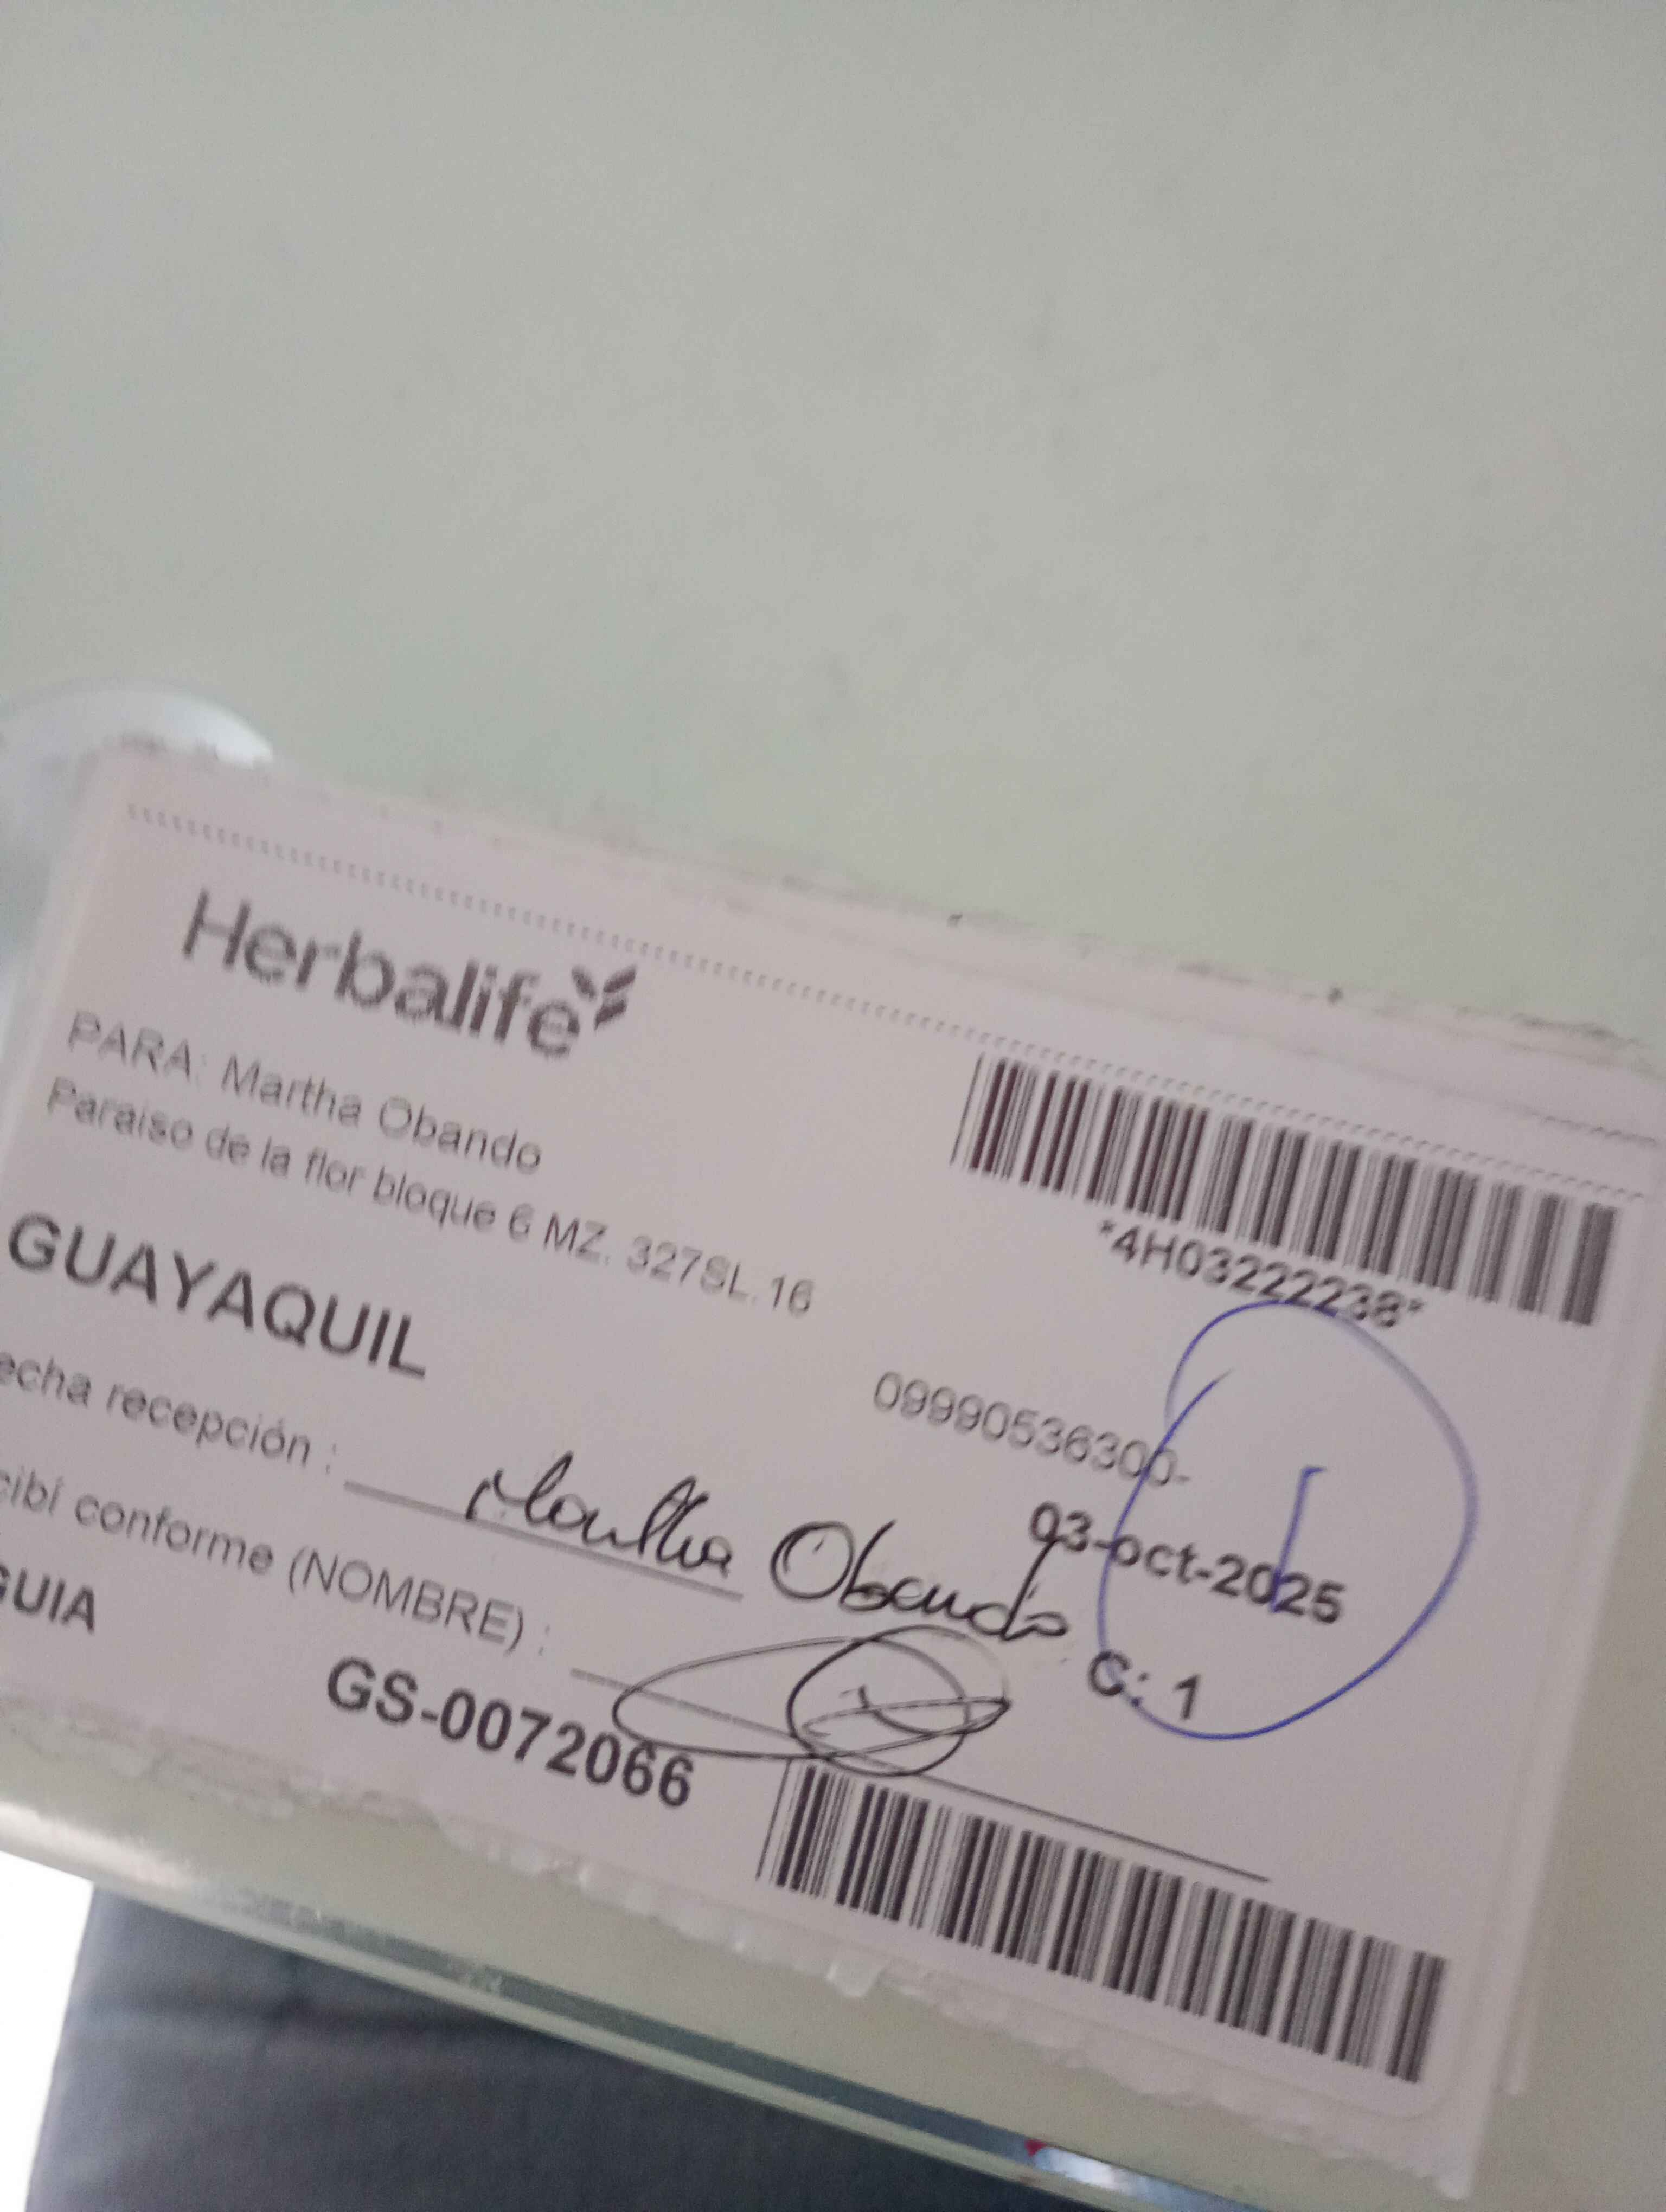 Herbalife
*4H03222238*
PARA: Martha Obando
Paraiso de la flor bloque 6 MZ. 327SL.16
GUAYAQUIL
09990536300-
echa recepción :
03-oct-2025
Martha Obando
cibí conforme (NOMBRE) :
C: 1
GUIA
GS-0072066